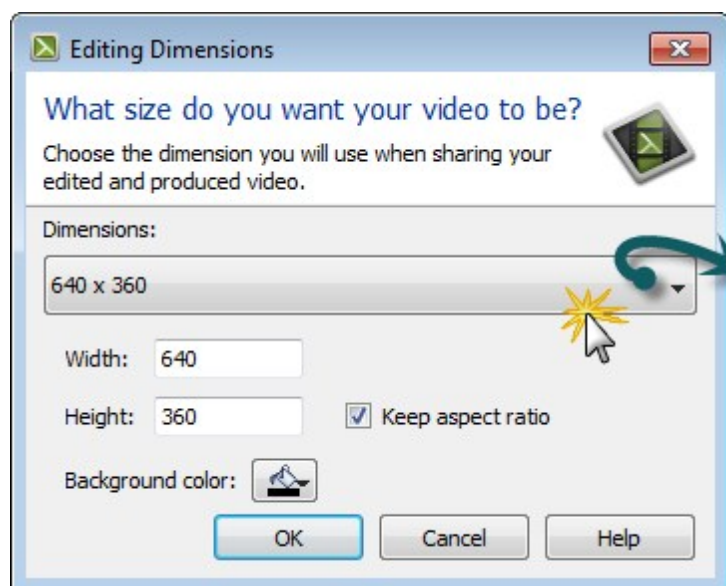 Editing Dimensions
What size do you want your video to be?
Choose the dimension you will use when sharing your
edited and produced video.
Dimensions:
640 x 360
Width: 640
Height: 360 Keep aspect ratio
Background color:
OK Cancel Help